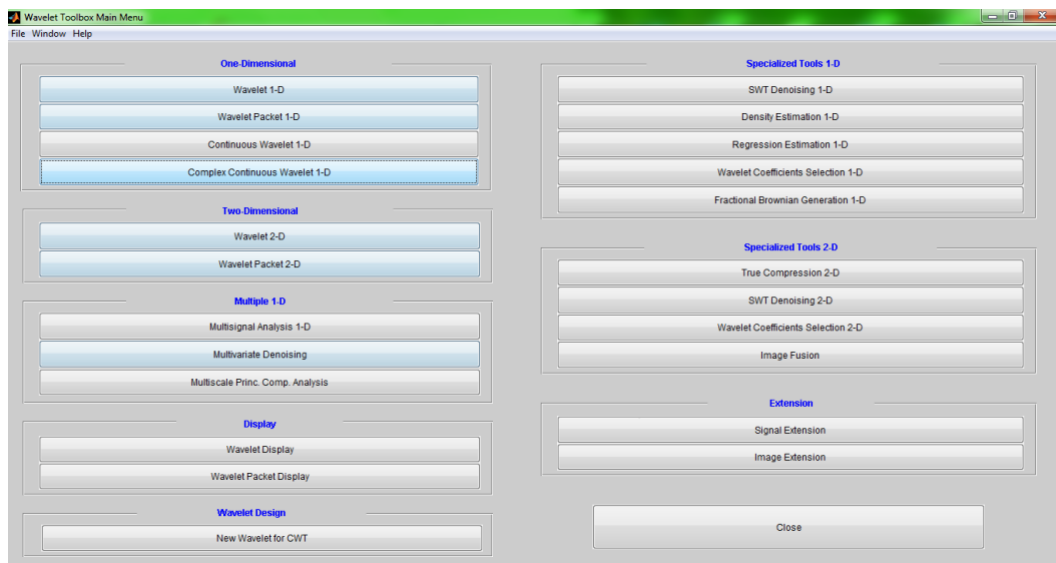 Wavelet Toolbox Main Menu
File Window Help
One-Dimensional
Wavelet 1-D
Wavelet Packet 1-D
Continuous Wavelet 1-D
Complex Continuous Wavelet 1-D
Two-Dimensional
Wavelet 2-D
Wavelet Packet 2-D
Multiple 1-D
Multisignal Analysis 1-D
Multivariate Denoising
Multiscale Princ. Comp. Analysis
Display
Wavelet Display
Wavelet Packet Display
Wavelet Design
New Wavelet for CWT
Specialized Tools 1-D
SWT Denoising 1-D
Density Estimation 1-D
Regression Estimation 1-D
Wavelet Coefficients Selection 1-D
Fractional Brownian Generation 1-D
Specialized Tools 2-D
True Compression 2-D
SWT Denoising 2-D
Wavelet Coefficients Selection 2-D
Image Fusion
Extension
Signal Extension
Image Extension
Close